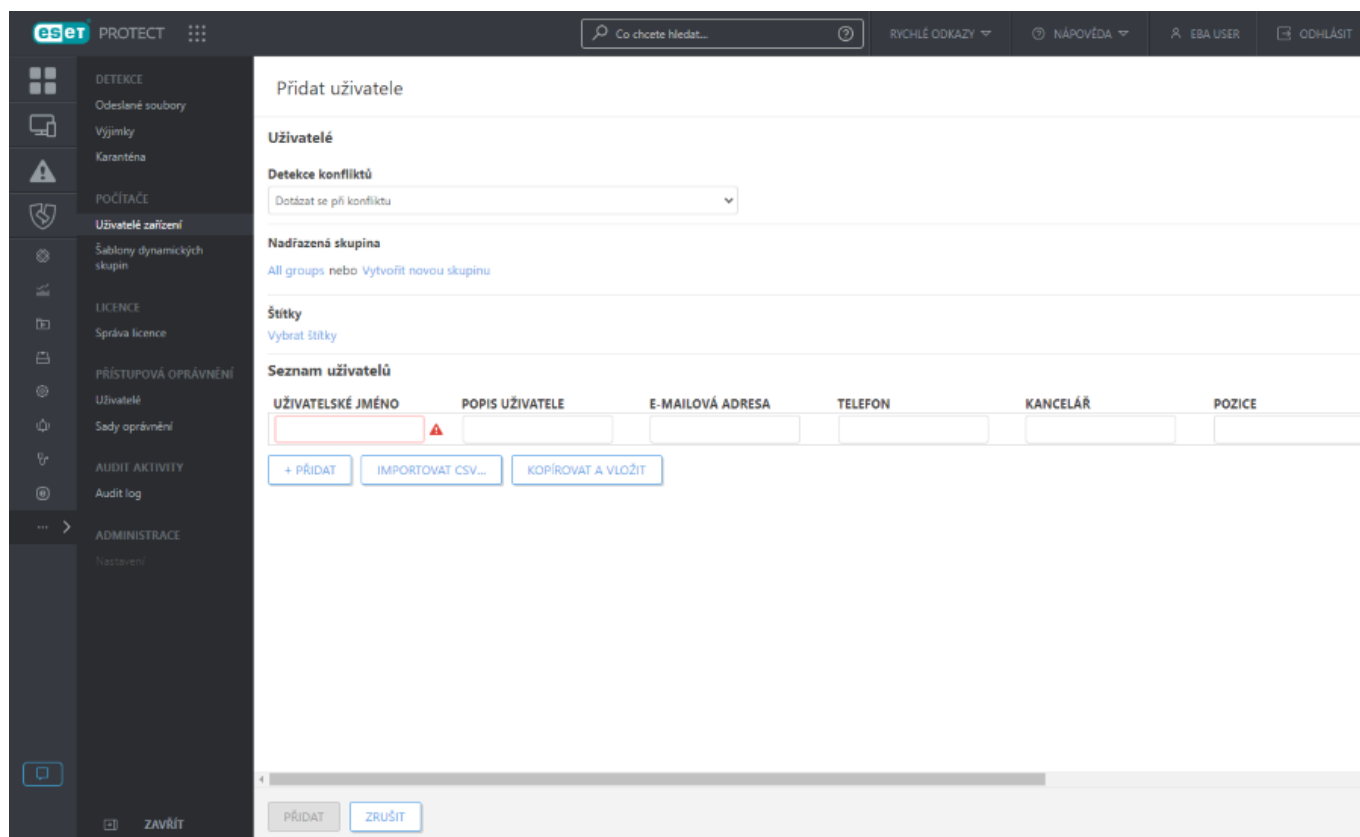 eset PROTECT
Co chcete hledat...
RYCHLÉ ODKAZY
NÁPOVĚDA
EBA USER
ODHLÁSIT
DETEKCE
Odeslané soubory
Výjimky
Karanténa
POČÍTAČE
Uživatelé zařízení
Šablony dynamických
skupin
LICENCE
Správa licence
PŘÍSTUPOVÁ OPRÁVNĚNÍ
Uživatelé
Sady oprávnění
AUDIT AKTIVITY
Audit log
ADMINISTRACE
Nastavení
ZAVŘÍT
Přidat uživatele
Uživatelé
Detekce konfliktů
Dotázat se při konfliktu
Nadřazená skupina
All groups nebo Vytvořit novou skupinu
Štítky
Vybrat štítky
Seznam uživatelů
UŽIVATELSKÉ JMÉNO POPIS UŽIVATELE E-MAILOVÁ ADRESA TELEFON KANCELÁŘ POZICE
+ PŘIDAT IMPORTOVAT CSV... KOPÍROVAT A VLOŽIT
PŘIDAT ZRUŠIT